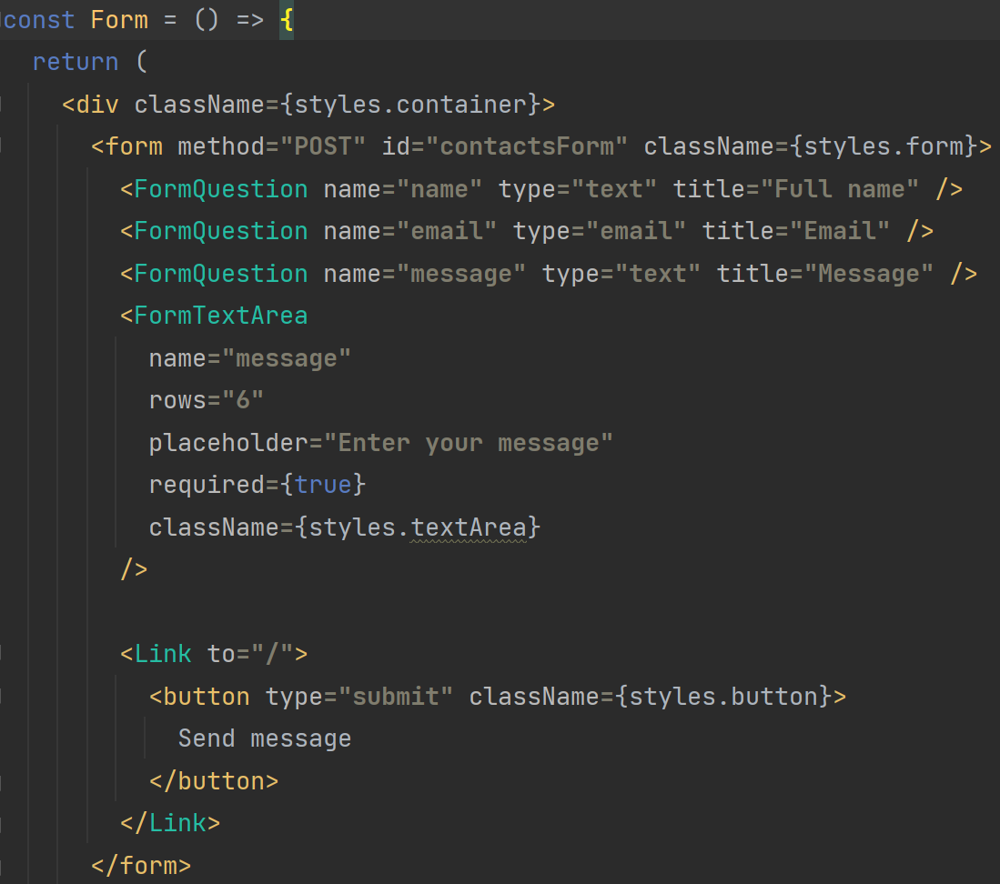 const Form = () => {
return (
<div className={styles.container}>
<form method="POST" id="contactsForm" className={styles.form}>
<FormQuestion name="name" type="text" title="Full name" />
<FormQuestion name="email" type="email" title="Email" />
<FormQuestion name="message" type="text" title="Message" />
<FormTextArea
name="message"
rows="6"
placeholder="Enter your message"
required={true}
className={styles.textArea}
/>
<Link to="/">
<button type="submit" className={styles.button}>
Send message
</button>
</Link>
</form>